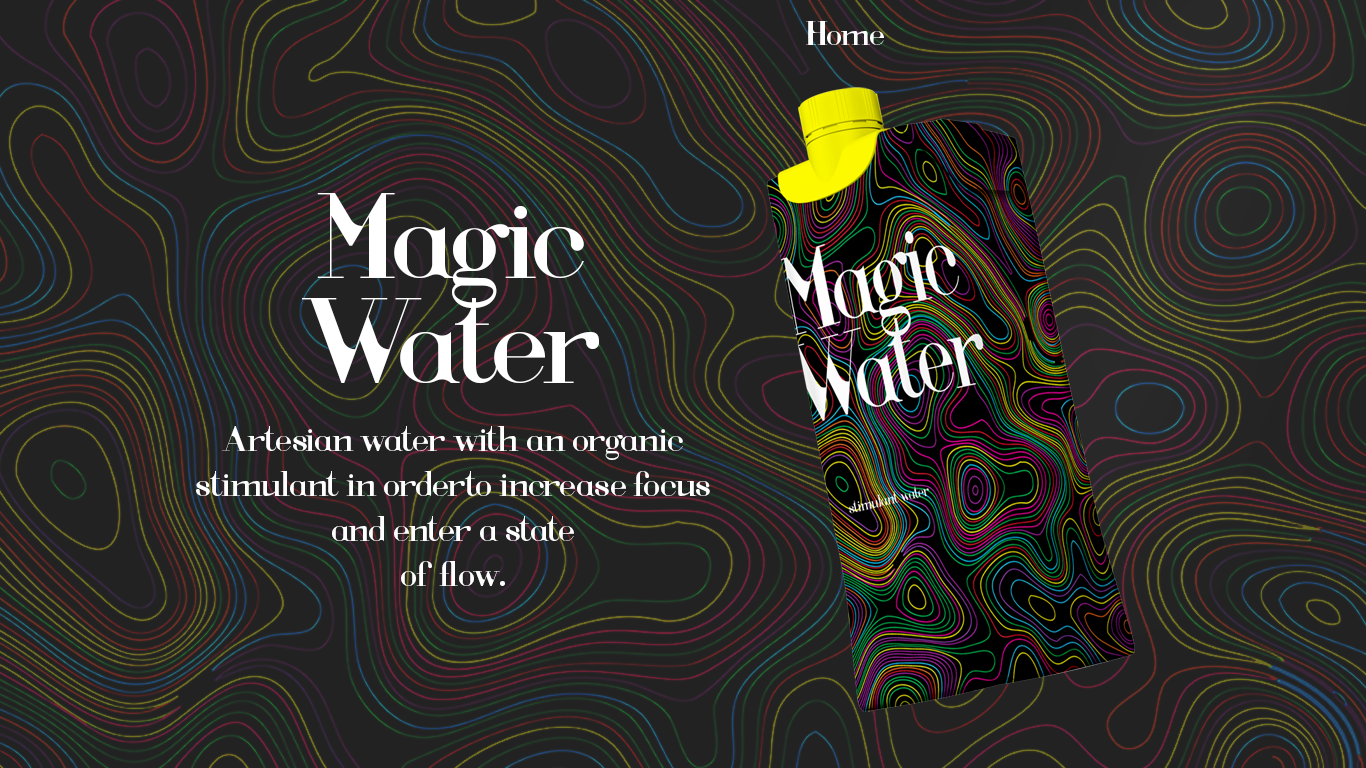 Home
Magic
Water
Artesian water with an organic
stimulant in orderto increase focus
and enter a state
of flow.
Magic
Water
stimulant water